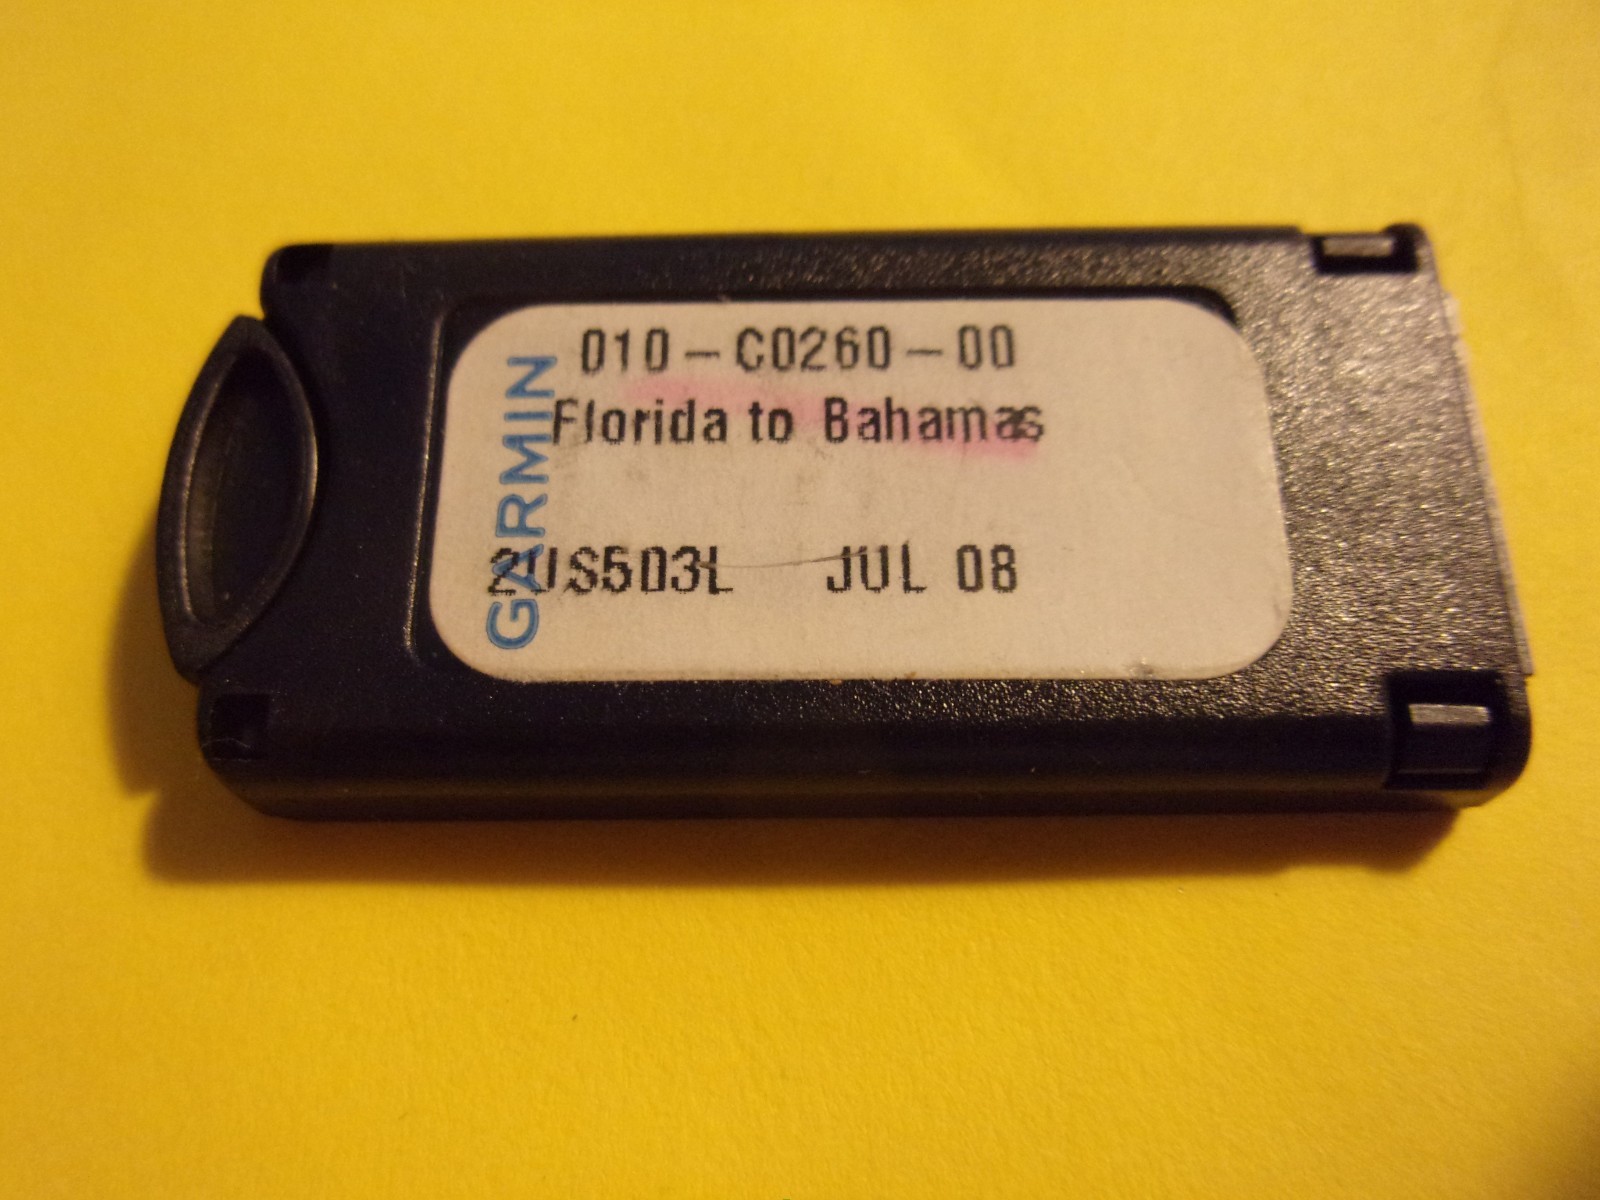 010-C0260-00
Florida to Bahamas
2US503L JUL 08
GARMIN